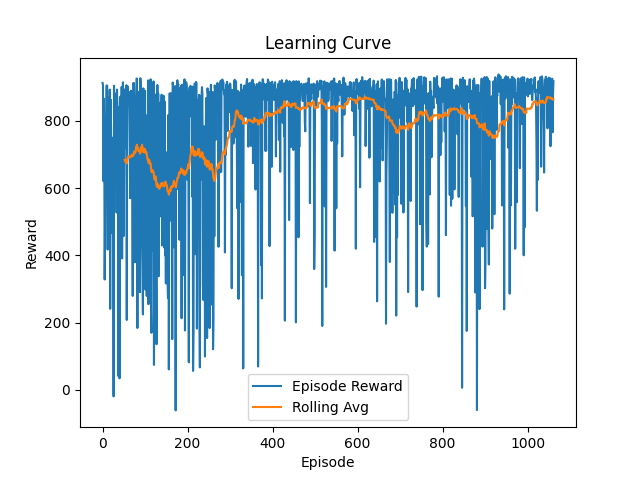 Learning Curve
Reward
800
600
400
200
0
Episode Reward
Rolling Avg
0 200 400 600 800 1000
Episode